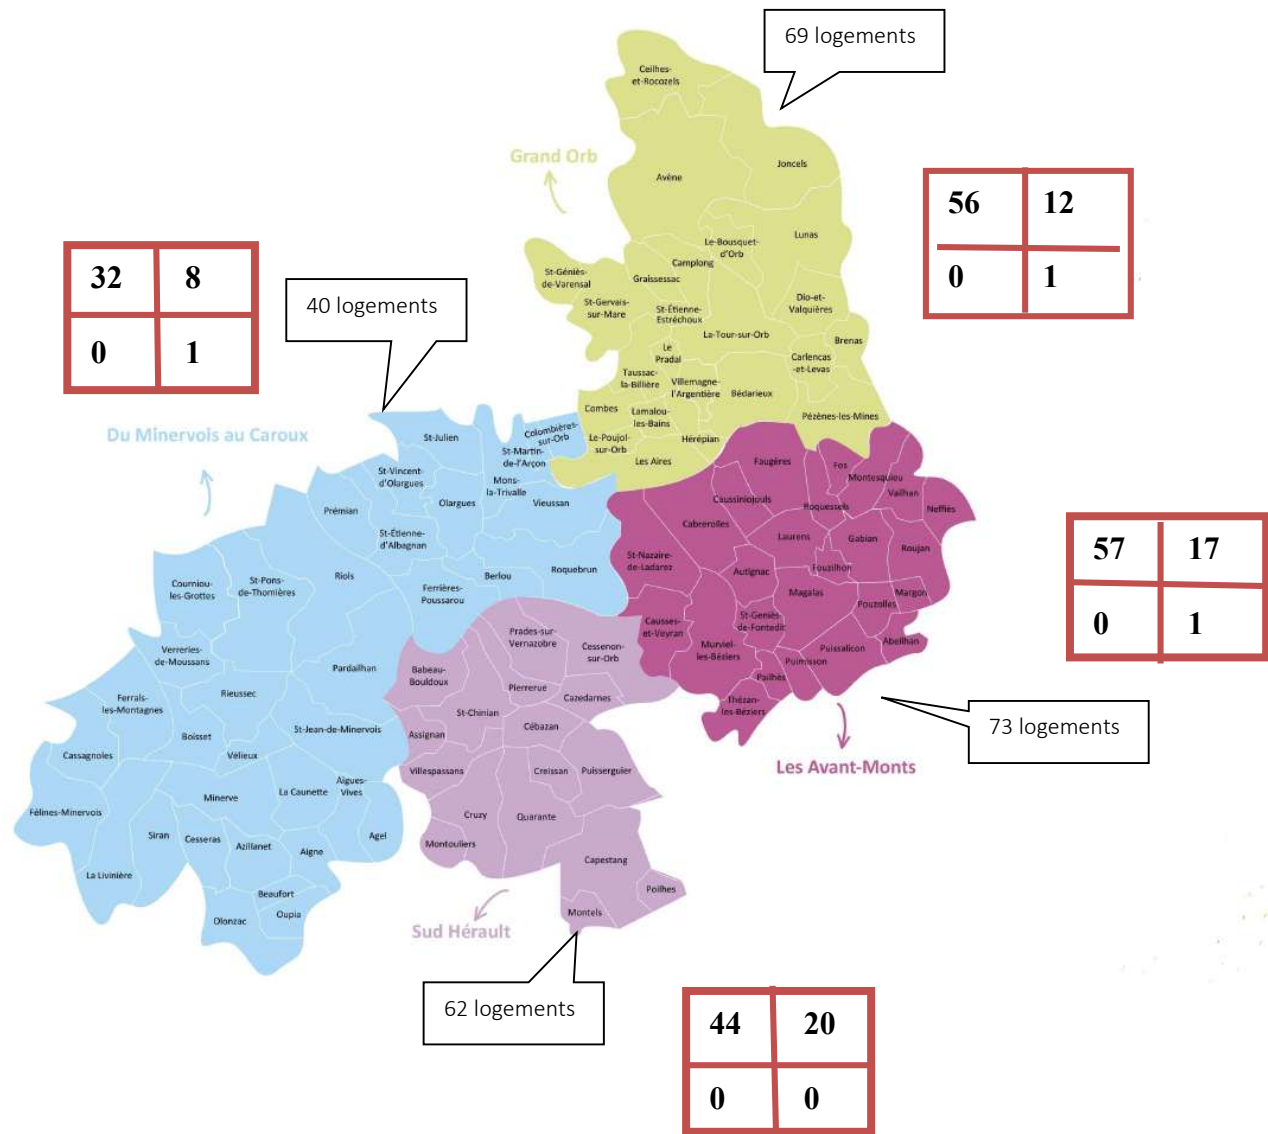 69 logements
Ceilhes-
et-Rocozels
Grand Orb
Joncels
Avène
56 12
0 1
Lunas
Le-Bousquet-
d'Orb
Camplong
Graissessac
St-Géniès-
de-Varensal
St-Gervais-
sur-Mare
Dio-et-
Valquières
St-Étienne-
Estréchoux
La-Tour-sur-Orb
Brenas
Le
Pradal
Carlencas
-et-Levas
Taussac-
la-Billière
Villemagne-
l'Argentière
Bédarieux
Combes
Lamalou-
les-Bains
Pézènes-les-Mines
Le-Poujol-
sur-Orb
Hérépian
Les Aires
32 8
0 1
40 logements
Du Minervois au Caroux
St-Julien
Colombières-
sur-Orb
St-Martin-
de-l'Arçon
St-Vincent-
d'Olargues
Mons-
la-Trivalle
Olargues
Vieussan
Prémian
St-Étienne-
d'Albagnan
Roquebrun
Berlou
Riols
Ferrières-
Poussarou
St-Pons-
de-Thomières
Courniou-
les-Grottes
Verreries-
de-Moussans
Pardailhan
Rieussec
Ferrals-
les-Montagnes
St-Jean-de-Minervois
Boisset
Vélieux
Cassagnoles
Aigues-
Vives
La Caunette
Minerve
Félines-Minervois
Siran
Cesseras
Azillanet
Aigne
Agel
La Livinière
Beaufort
Oupia
Olonzac
Faugères
Fos
Montesquieu
Vailhan
Neffiès
Caussiniojouls
Roquessels
Cabrerolles
Laurens
Gabian
Roujan
St-Nazaire-
de-Ladarez
Autignac
Fouzilhon
Magalas
Margon
Pouzolles
Causses-
et-Veyran
St-Geniès-
de-Fontedit
Abeilhan
Murviel-
les-Béziers
Puissalicon
Puimisson
Pailhès
Thézan-
les-Béziers
57 17
0 1
73 logements
Les Avant-Monts
Prades-sur-
Vernazobre
Cessenon-
sur-Orb
Babeau-
Bouldoux
Pierrerue
Cazedarnes
St-Chinian
Cébazan
Assignan
Villespassans
Creissan
Puisserguier
Cruzy
Quarante
Montouliers
Capestang
Poilhes
Montels
Sud Hérault
62 logements
44 20
0 0